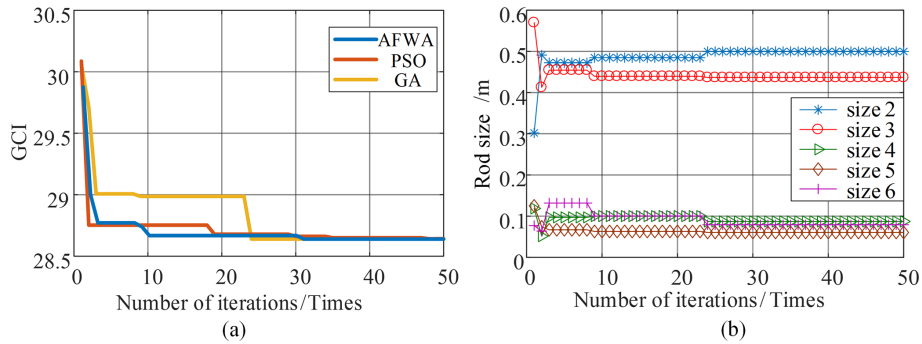 30.5
30
29.5
29
28.5
GCI
AFWA
PSO
GA
0 10 20 30 40 50
Number of iterations/Times
(a)
0.6
0.5
0.4
0.3
0.2
0.1
0
Rod size /m
size 2
size 3
size 4
size 5
size 6
0 10 20 30 40 50
Number of iterations/Times
(b)